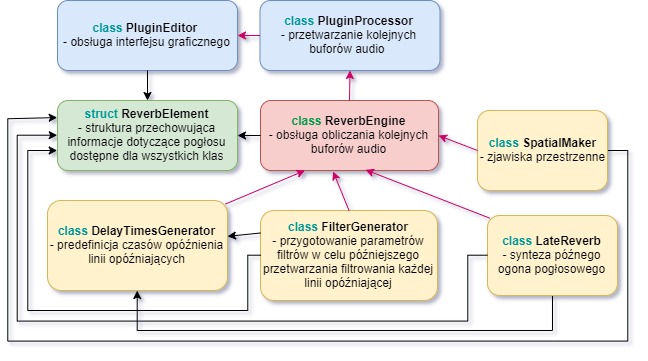 class PluginEditor
- obsługa interfejsu graficznego
class PluginProcessor
- przetwarzanie kolejnych
buforów audio
struct ReverbElement
- struktura przechowująca
informacje dotyczące pogłosu
dostępne dla wszystkich klas
class ReverbEngine
- obsługa obliczania kolejnych
buforów audio
class SpatialMaker
- zjawiska przestrzenne
class DelayTimesGenerator
- predefinicja czasów opóźnienia
linii opóźniających
class FilterGenerator
- przygotowanie parametrów
filtrów w celu późniejszego
przetwarzania filtrowania każdej
linii opóźniającej
class LateReverb
- synteza późnego
ogona pogłosowego